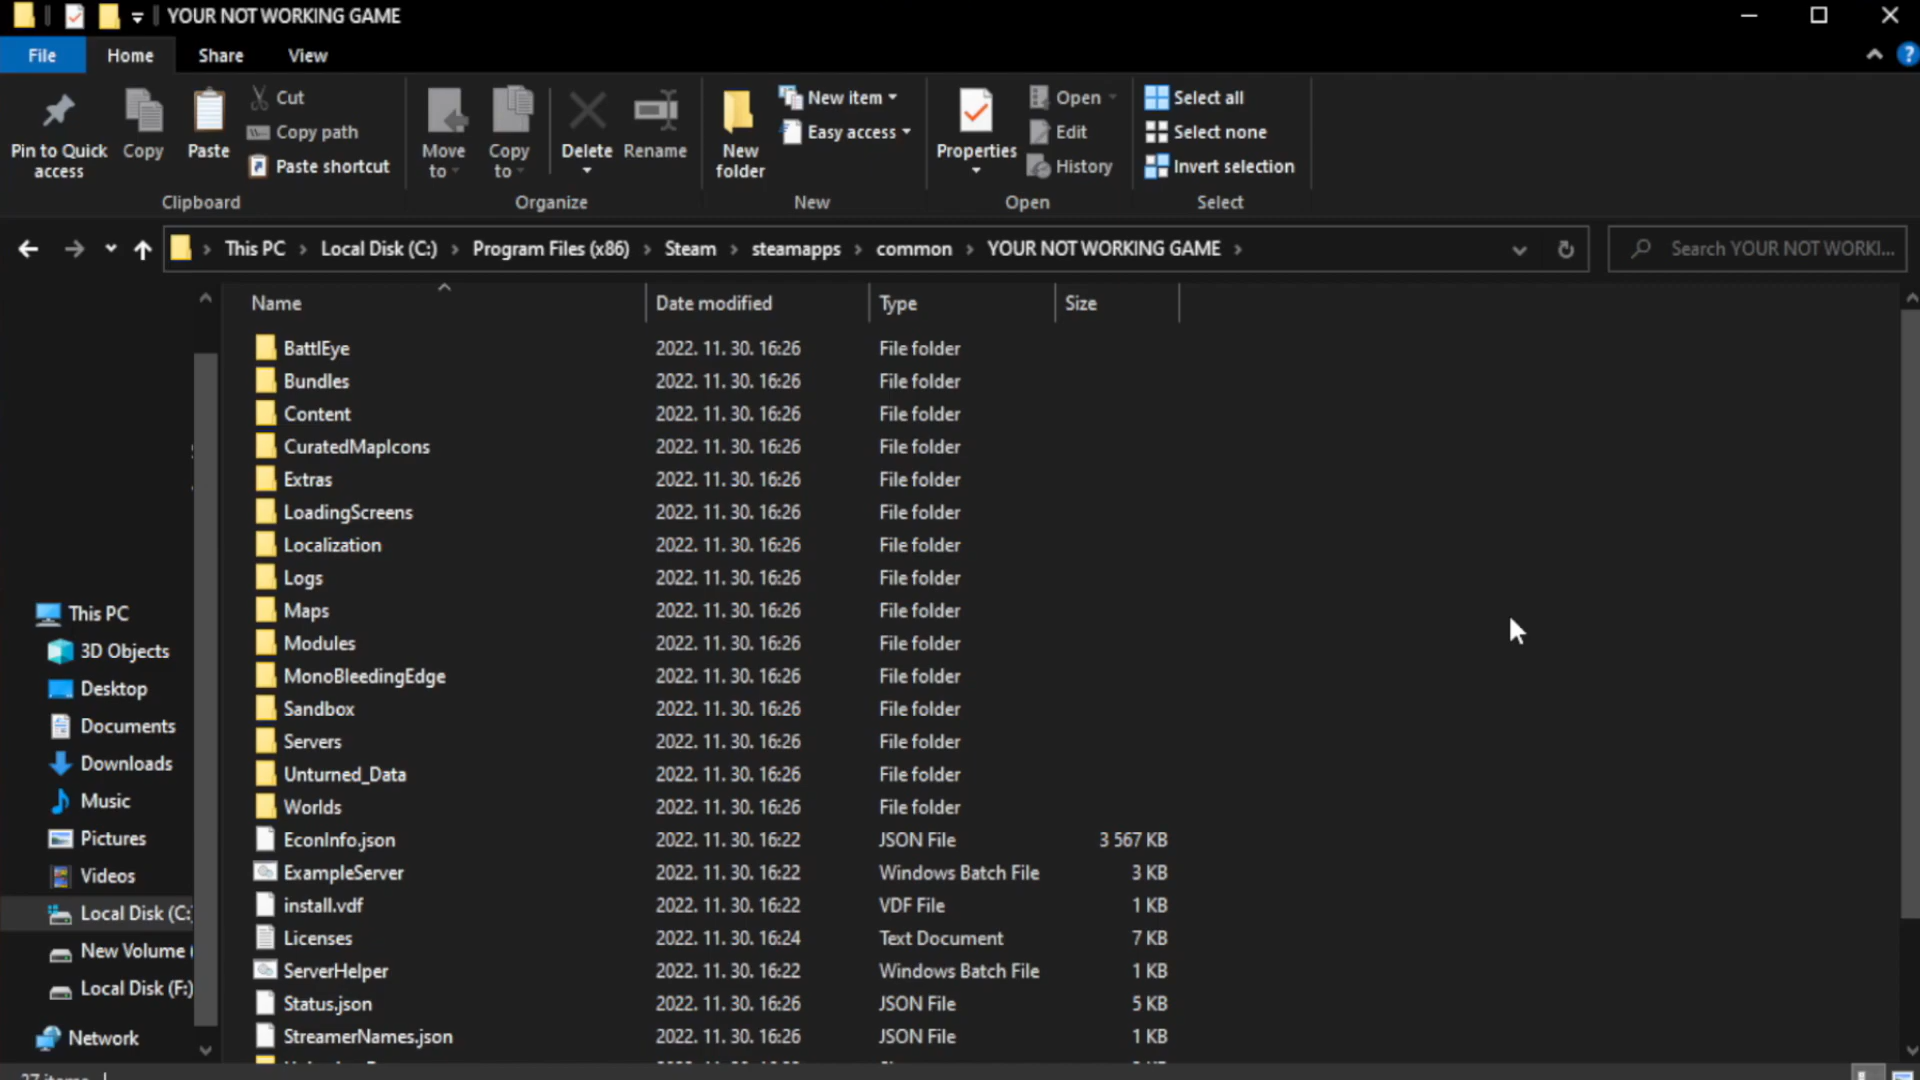 YOUR NOT WORKING GAME
File Home Share View
Pin to Quick access
Copy
Paste
Cut
Copy path
Paste shortcut
Clipboard
Move to
Copy to
Delete
Rename
Organize
New folder
New item
Easy access
New
Properties
Open
Edit
History
Open
Select all
Select none
Invert selection
Select
This PC > Local Disk (C:) > Program Files (x86) > Steam > steamapps > common > YOUR NOT WORKING GAME >
Search YOUR NOT WORKI...
This PC
3D Objects
Desktop
Documents
Downloads
Music
Pictures
Videos
Local Disk (C:
New Volume (
Local Disk (F:)
Network
Name Date modified Type Size
BattlEye 2022. 11. 30. 16:26 File folder
Bundles 2022. 11. 30. 16:26 File folder
Content 2022. 11. 30. 16:26 File folder
CuratedMapIcons 2022. 11. 30. 16:26 File folder
Extras 2022. 11. 30. 16:26 File folder
LoadingScreens 2022. 11. 30. 16:26 File folder
Localization 2022. 11. 30. 16:26 File folder
Logs 2022. 11. 30. 16:26 File folder
Maps 2022. 11. 30. 16:26 File folder
Modules 2022. 11. 30. 16:26 File folder
MonoBleedingEdge 2022. 11. 30. 16:26 File folder
Sandbox 2022. 11. 30. 16:26 File folder
Servers 2022. 11. 30. 16:26 File folder
Unturned_Data 2022. 11. 30. 16:26 File folder
Worlds 2022. 11. 30. 16:26 File folder
EconInfo.json 2022. 11. 30. 16:22 JSON File 3 567 KB
ExampleServer 2022. 11. 30. 16:22 Windows Batch File 3 KB
install.vdf 2022. 11. 30. 16:22 VDF File 1 KB
Licenses 2022. 11. 30. 16:24 Text Document 7 KB
ServerHelper 2022. 11. 30. 16:22 Windows Batch File 1 KB
Status.json 2022. 11. 30. 16:26 JSON File 5 KB
StreamerNames.json 2022. 11. 30. 16:26 JSON File 1 KB